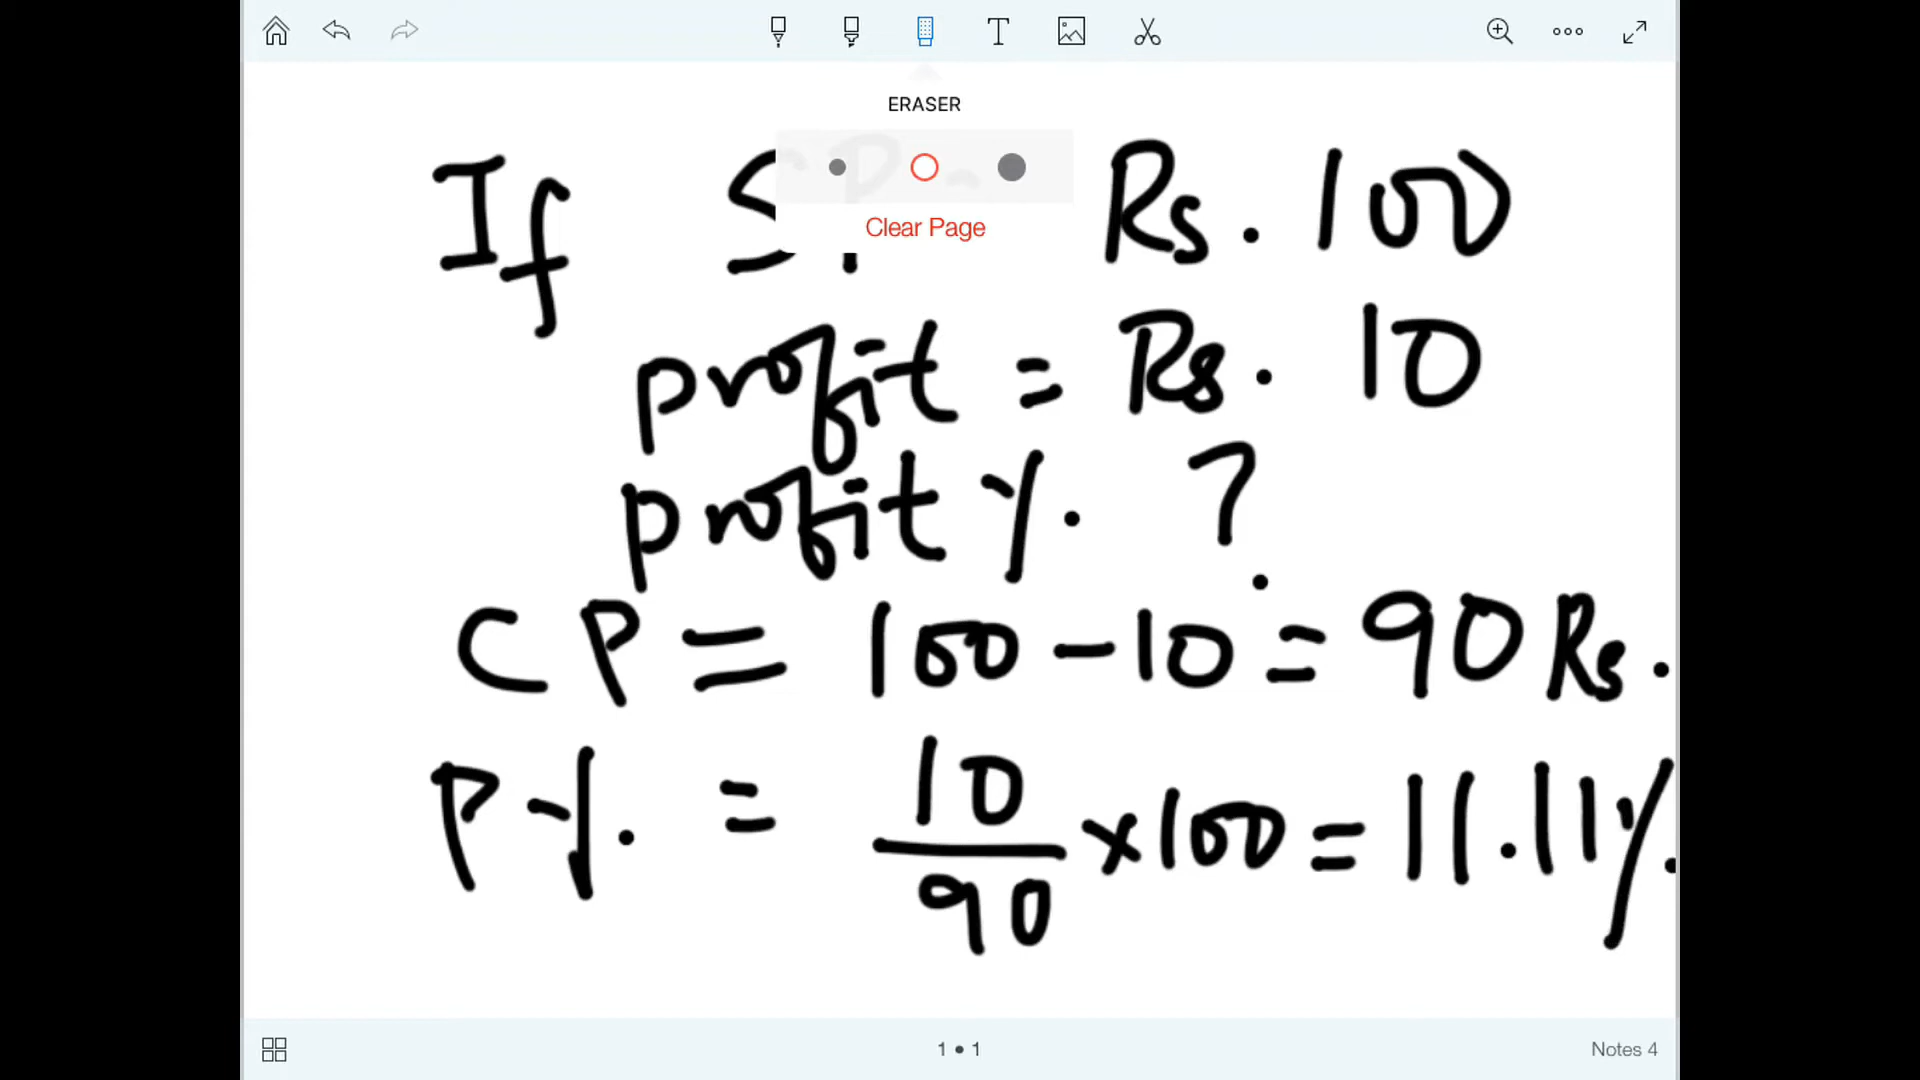 ERASER
If SP = Rs. 100
Clear Page
profit = Rs. 10
profit %. ?
CP = 100 - 10 = 90 Rs.
P %. = 10/90 × 100 = 11.11 %.
1 • 1
Notes 4